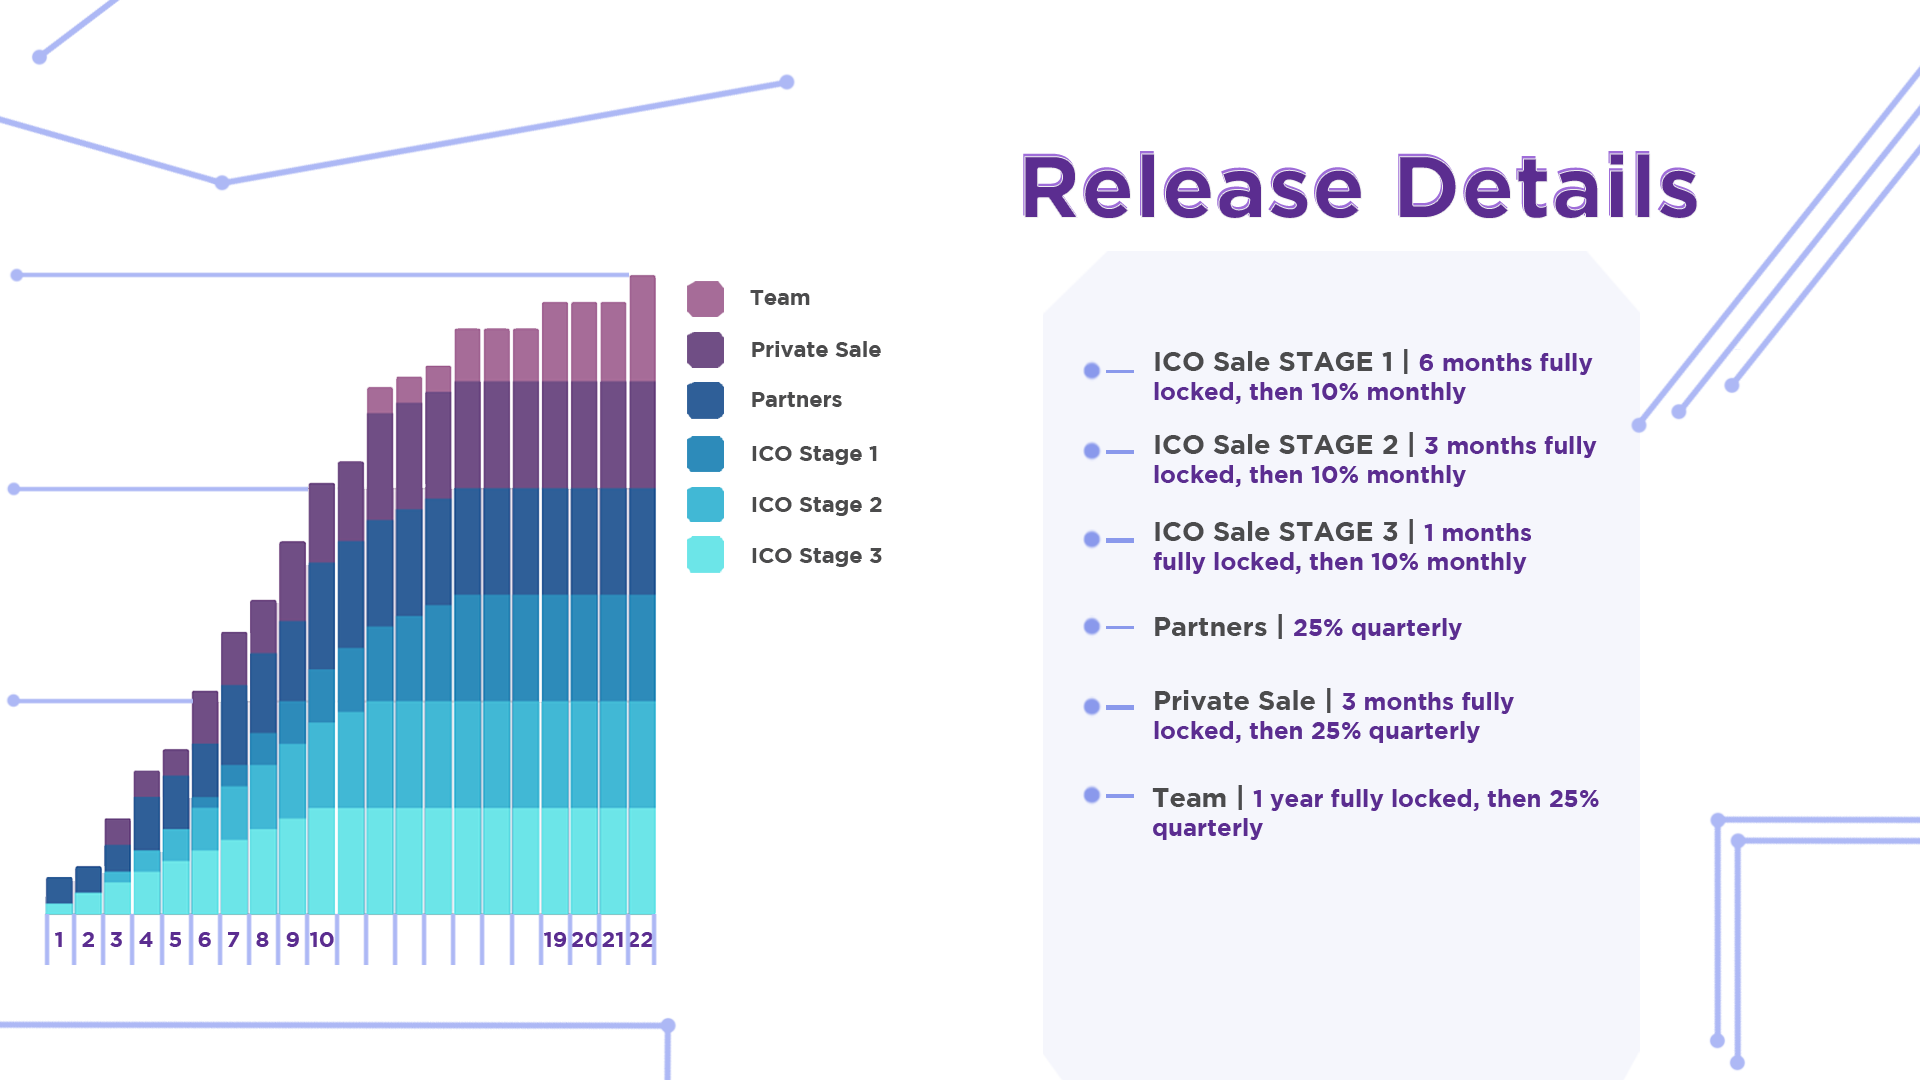 Release Details
Team
Private Sale
Partners
ICO Stage 1
ICO Stage 2
ICO Stage 3
1 2 3 4 5 6 7 8 9 10 19 20 21 22
ICO Sale STAGE 1 | 6 months fully
locked, then 10% monthly
ICO Sale STAGE 2 | 3 months fully
locked, then 10% monthly
ICO Sale STAGE 3 | 1 months
fully locked, then 10% monthly
Partners | 25% quarterly
Private Sale | 3 months fully
locked, then 25% quarterly
Team | 1 year fully locked, then 25%
quarterly